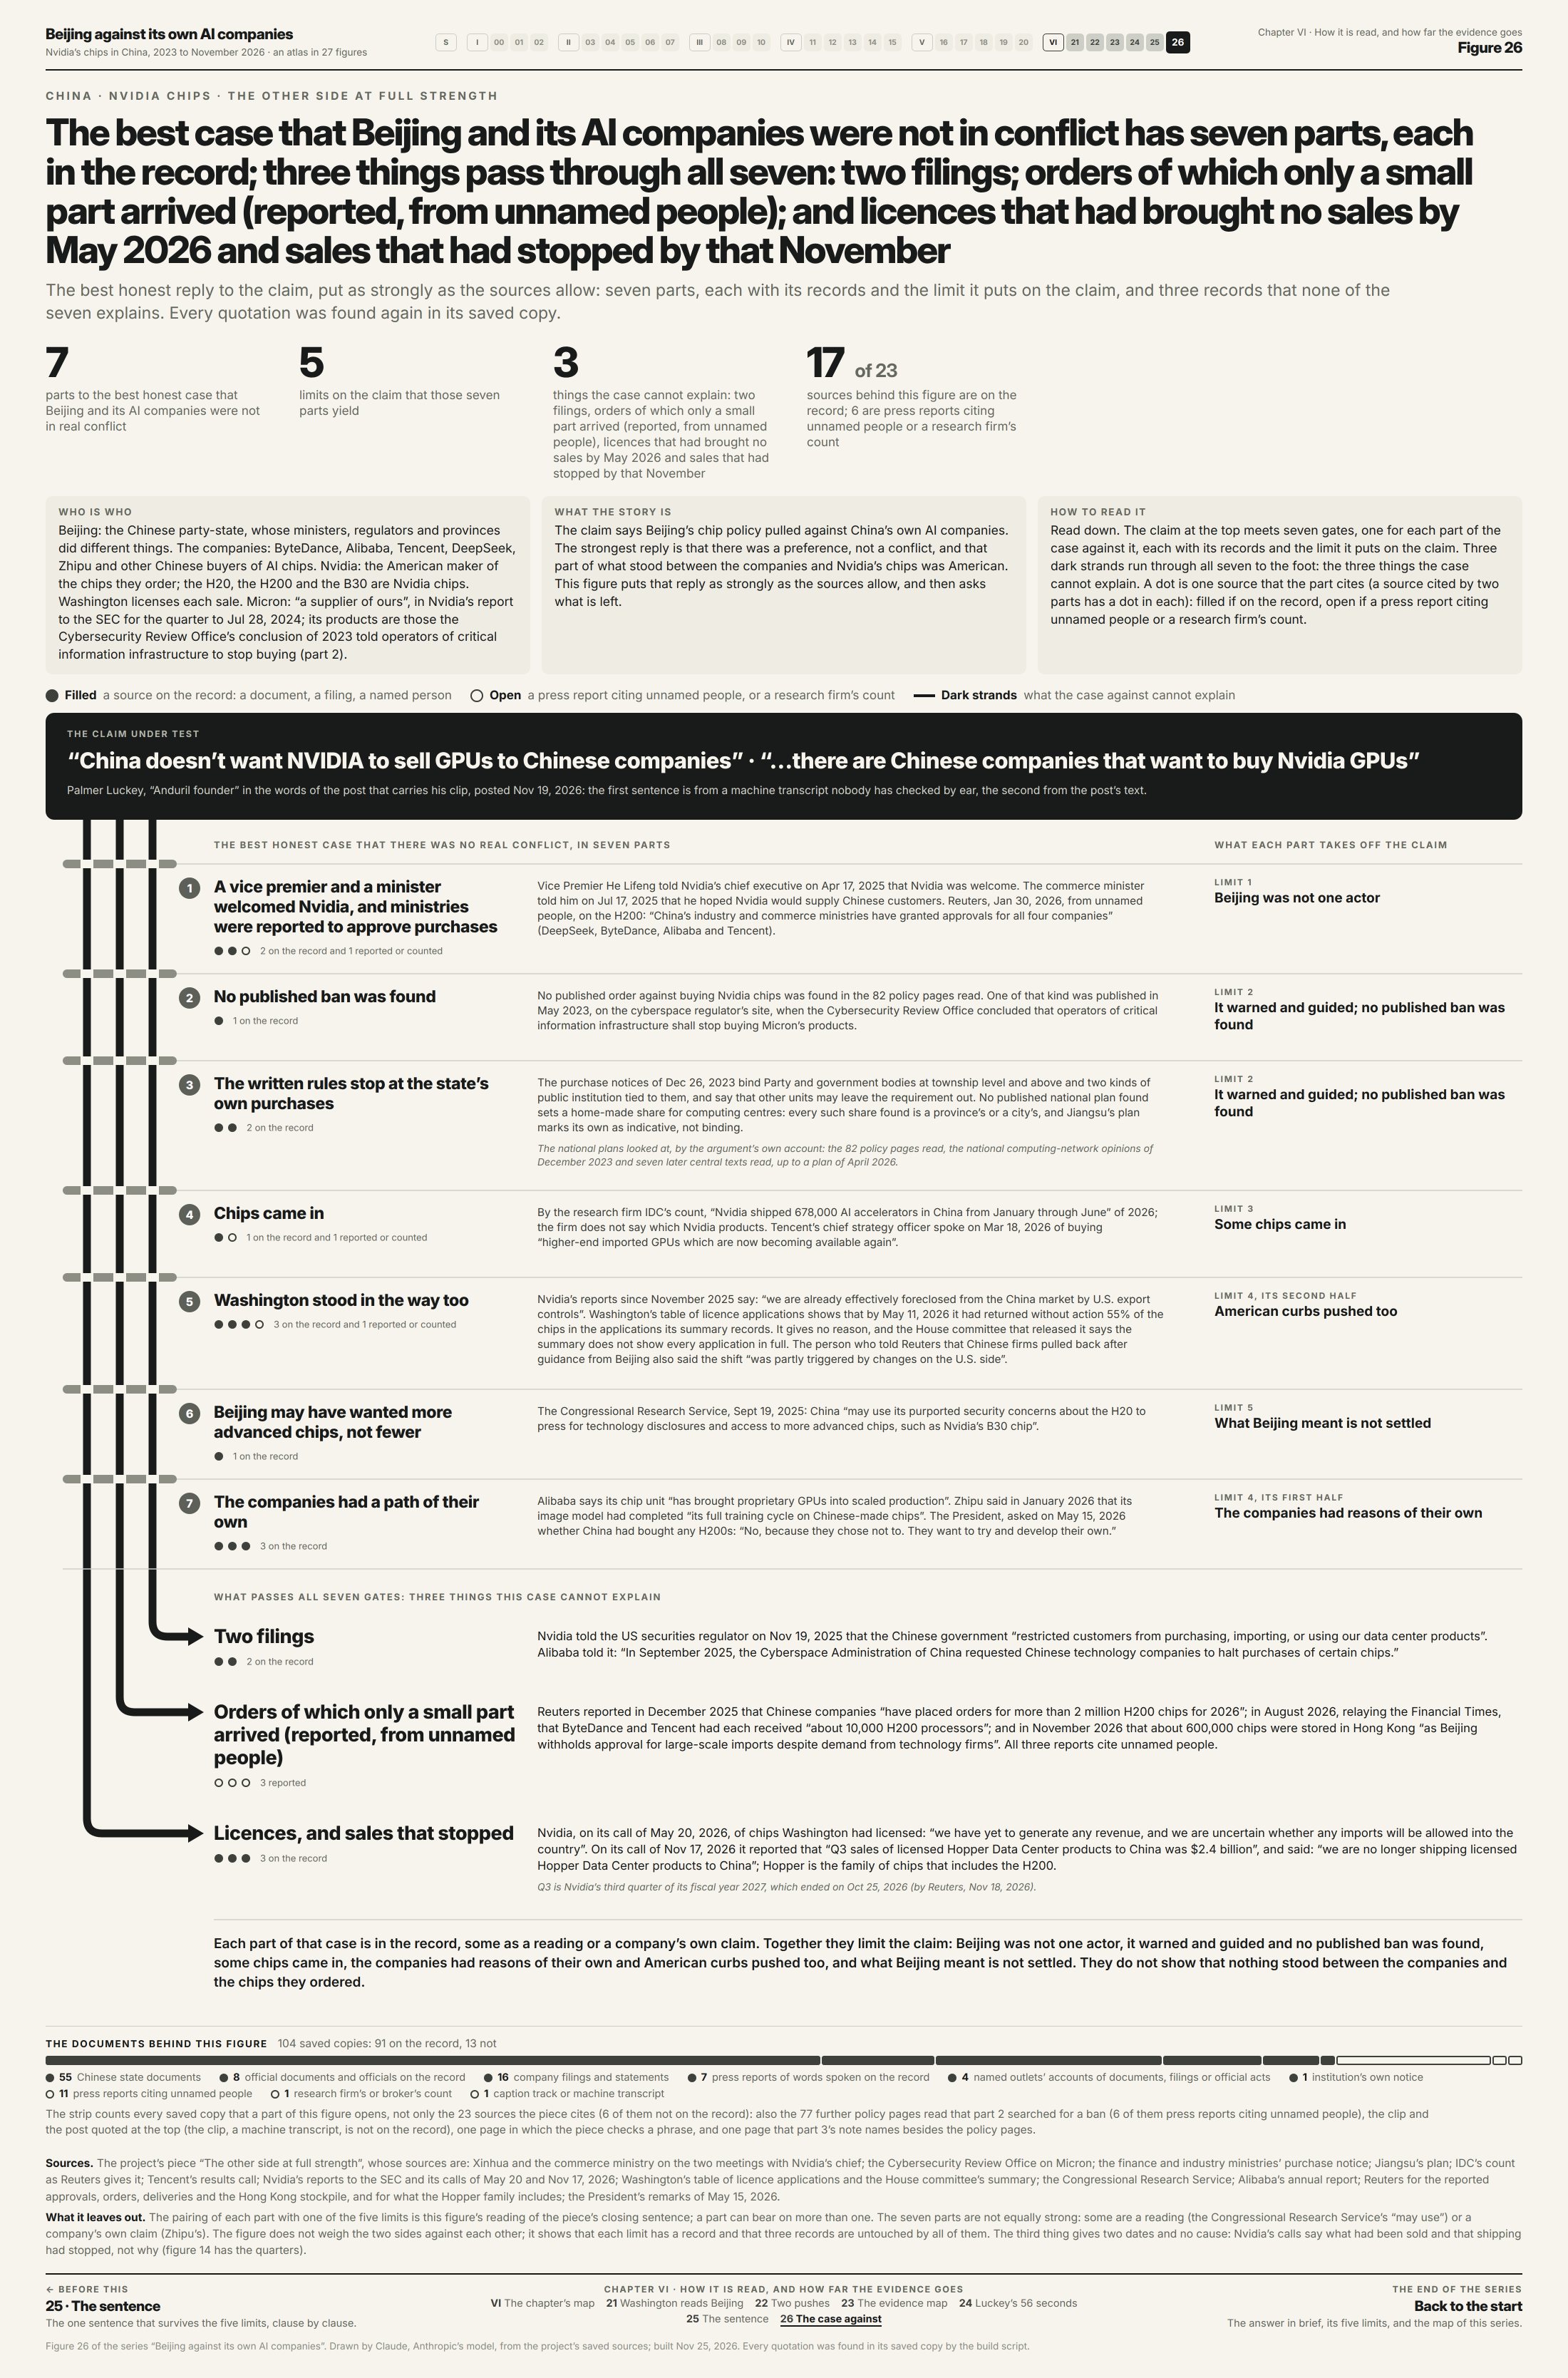 Beijing against its own AI companies
Nvidia’s chips in China, 2023 to November 2026 · an atlas in 27 figures
S I 00 01 02 II 03 04 05 06 07 III 08 09 10 IV 11 12 13 14 15 V 16 17 18 19 20 VI 21 22 23 24 25 26
Chapter VI · How it is read, and how far the evidence goes
Figure 26
CHINA · NVIDIA CHIPS · THE OTHER SIDE AT FULL STRENGTH
The best case that Beijing and its AI companies were not in conflict has seven parts, each
in the record; three things pass through all seven: two filings; orders of which only a small
part arrived (reported, from unnamed people); and licences that had brought no sales by
May 2026 and sales that had stopped by that November
The best honest reply to the claim, put as strongly as the sources allow: seven parts, each with its records and the limit it puts on the claim, and three records that none of the
seven explains. Every quotation was found again in its saved copy.
7
parts to the best honest case that
Beijing and its AI companies were not
in real conflict
5
limits on the claim that those seven
parts yield
3
things the case cannot explain: two
filings, orders of which only a small
part arrived (reported, from unnamed
people), licences that had brought no
sales by May 2026 and sales that had
stopped by that November
17 of 23
sources behind this figure are on the
record; 6 are press reports citing
unnamed people or a research firm’s
count
WHO IS WHO
Beijing: the Chinese party-state, whose ministers, regulators and provinces
did different things. The companies: ByteDance, Alibaba, Tencent, DeepSeek,
Zhipu and other Chinese buyers of AI chips. Nvidia: the American maker of
the chips they order; the H20, the H200 and the B30 are Nvidia chips.
Washington licenses each sale. Micron: “a supplier of ours”, in Nvidia’s report
to the SEC for the quarter to Jul 28, 2024; its products are those the
Cybersecurity Review Office’s conclusion of 2023 told operators of critical
information infrastructure to stop buying (part 2).
WHAT THE STORY IS
The claim says Beijing’s chip policy pulled against China’s own AI companies.
The strongest reply is that there was a preference, not a conflict, and that
part of what stood between the companies and Nvidia’s chips was American.
This figure puts that reply as strongly as the sources allow, and then asks
what is left.
HOW TO READ IT
Read down. The claim at the top meets seven gates, one for each part of the
case against it, each with its records and the limit it puts on the claim. Three
dark strands run through all seven to the foot: the three things the case
cannot explain. A dot is one source that the part cites (a source cited by two
parts has a dot in each): filled if on the record, open if a press report citing
unnamed people or a research firm’s count.
Filled a source on the record: a document, a filing, a named person Open a press report citing unnamed people, or a research firm’s count Dark strands what the case against cannot explain
THE CLAIM UNDER TEST
“China doesn’t want NVIDIA to sell GPUs to Chinese companies” · “…there are Chinese companies that want to buy Nvidia GPUs”
Palmer Luckey, “Anduril founder” in the words of the post that carries his clip, posted Nov 19, 2026: the first sentence is from a machine transcript nobody has checked by ear, the second from the post’s text.
THE BEST HONEST CASE THAT THERE WAS NO REAL CONFLICT, IN SEVEN PARTS
WHAT EACH PART TAKES OFF THE CLAIM
1
A vice premier and a minister
welcomed Nvidia, and ministries
were reported to approve purchases
2 on the record and 1 reported or counted
Vice Premier He Lifeng told Nvidia’s chief executive on Apr 17, 2025 that Nvidia was welcome. The commerce minister
told him on Jul 17, 2025 that he hoped Nvidia would supply Chinese customers. Reuters, Jan 30, 2026, from unnamed
people, on the H200: “China’s industry and commerce ministries have granted approvals for all four companies”
(DeepSeek, ByteDance, Alibaba and Tencent).
LIMIT 1
Beijing was not one actor
2
No published ban was found
1 on the record
No published order against buying Nvidia chips was found in the 82 policy pages read. One of that kind was published in
May 2023, on the cyberspace regulator’s site, when the Cybersecurity Review Office concluded that operators of critical
information infrastructure shall stop buying Micron’s products.
LIMIT 2
It warned and guided; no published ban was
found
3
The written rules stop at the state’s
own purchases
2 on the record
The purchase notices of Dec 26, 2023 bind Party and government bodies at township level and above and two kinds of
public institution tied to them, and say that other units may leave the requirement out. No published national plan found
sets a home-made share for computing centres: every such share found is a province’s or a city’s, and Jiangsu’s plan
marks its own as indicative, not binding.
The national plans looked at, by the argument’s own account: the 82 policy pages read, the national computing-network opinions of
December 2023 and seven later central texts read, up to a plan of April 2026.
LIMIT 2
It warned and guided; no published ban was
found
4
Chips came in
1 on the record and 1 reported or counted
By the research firm IDC’s count, “Nvidia shipped 678,000 AI accelerators in China from January through June” of 2026;
the firm does not say which Nvidia products. Tencent’s chief strategy officer spoke on Mar 18, 2026 of buying
“higher-end imported GPUs which are now becoming available again”.
LIMIT 3
Some chips came in
5
Washington stood in the way too
3 on the record and 1 reported or counted
Nvidia’s reports since November 2025 say: “we are already effectively foreclosed from the China market by U.S. export
controls”. Washington’s table of licence applications shows that by May 11, 2026 it had returned without action 55% of the
chips in the applications its summary records. It gives no reason, and the House committee that released it says the
summary does not show every application in full. The person who told Reuters that Chinese firms pulled back after
guidance from Beijing also said the shift “was partly triggered by changes on the U.S. side”.
LIMIT 4, ITS SECOND HALF
American curbs pushed too
6
Beijing may have wanted more
advanced chips, not fewer
1 on the record
The Congressional Research Service, Sept 19, 2025: China “may use its purported security concerns about the H20 to
press for technology disclosures and access to more advanced chips, such as Nvidia’s B30 chip”.
LIMIT 5
What Beijing meant is not settled
7
The companies had a path of their
own
3 on the record
Alibaba says its chip unit “has brought proprietary GPUs into scaled production”. Zhipu said in January 2026 that its
image model had completed “its full training cycle on Chinese-made chips”. The President, asked on May 15, 2026
whether China had bought any H200s: “No, because they chose not to. They want to try and develop their own.”
LIMIT 4, ITS FIRST HALF
The companies had reasons of their own
WHAT PASSES ALL SEVEN GATES: THREE THINGS THIS CASE CANNOT EXPLAIN
Two filings
2 on the record
Nvidia told the US securities regulator on Nov 19, 2025 that the Chinese government “restricted customers from purchasing, importing, or using our data center products”.
Alibaba told it: “In September 2025, the Cyberspace Administration of China requested Chinese technology companies to halt purchases of certain chips.”
Orders of which only a small part
arrived (reported, from unnamed
people)
3 reported
Reuters reported in December 2025 that Chinese companies “have placed orders for more than 2 million H200 chips for 2026”; in August 2026, relaying the Financial Times,
that ByteDance and Tencent had each received “about 10,000 H200 processors”; and in November 2026 that about 600,000 chips were stored in Hong Kong “as Beijing
withholds approval for large-scale imports despite demand from technology firms”. All three reports cite unnamed people.
Licences, and sales that stopped
3 on the record
Nvidia, on its call of May 20, 2026, of chips Washington had licensed: “we have yet to generate any revenue, and we are uncertain whether any imports will be allowed into the
country”. On its call of Nov 17, 2026 it reported that “Q3 sales of licensed Hopper Data Center products to China was $2.4 billion”, and said: “we are no longer shipping licensed
Hopper Data Center products to China”; Hopper is the family of chips that includes the H200.
Q3 is Nvidia’s third quarter of its fiscal year 2027, which ended on Oct 25, 2026 (by Reuters, Nov 18, 2026).
Each part of that case is in the record, some as a reading or a company’s own claim. Together they limit the claim: Beijing was not one actor, it warned and guided and no published ban was found,
some chips came in, the companies had reasons of their own and American curbs pushed too, and what Beijing meant is not settled. They do not show that nothing stood between the companies and
the chips they ordered.
THE DOCUMENTS BEHIND THIS FIGURE 104 saved copies: 91 on the record, 13 not
55 Chinese state documents 8 official documents and officials on the record 16 company filings and statements 7 press reports of words spoken on the record 4 named outlets’ accounts of documents, filings or official acts 1 institution’s own notice
11 press reports citing unnamed people 1 research firm’s or broker’s count 1 caption track or machine transcript
The strip counts every saved copy that a part of this figure opens, not only the 23 sources the piece cites (6 of them not on the record): also the 77 further policy pages read that part 2 searched for a ban (6 of them press reports citing unnamed people), the clip and
the post quoted at the top (the clip, a machine transcript, is not on the record), one page in which the piece checks a phrase, and one page that part 3’s note names besides the policy pages.
Sources. The project’s piece “The other side at full strength”, whose sources are: Xinhua and the commerce ministry on the two meetings with Nvidia’s chief; the Cybersecurity Review Office on Micron; the finance and industry ministries’ purchase notice; Jiangsu’s plan; IDC’s count
as Reuters gives it; Tencent’s results call; Nvidia’s reports to the SEC and its calls of May 20 and Nov 17, 2026; Washington’s table of licence applications and the House committee’s summary; the Congressional Research Service; Alibaba’s annual report; Reuters for the reported
approvals, orders, deliveries and the Hong Kong stockpile, and for what the Hopper family includes; the President’s remarks of May 15, 2026.
What it leaves out. The pairing of each part with one of the five limits is this figure’s reading of the piece’s closing sentence; a part can bear on more than one. The seven parts are not equally strong: some are a reading (the Congressional Research Service’s “may use”) or a
company’s own claim (Zhipu’s). The figure does not weigh the two sides against each other; it shows that each limit has a record and that three records are untouched by all of them. The third thing gives two dates and no cause: Nvidia’s calls say what had been sold and that shipping
had stopped, not why (figure 14 has the quarters).
← BEFORE THIS
25 · The sentence
The one sentence that survives the five limits, clause by clause.
CHAPTER VI · HOW IT IS READ, AND HOW FAR THE EVIDENCE GOES
VI The chapter’s map 21 Washington reads Beijing 22 Two pushes 23 The evidence map 24 Luckey’s 56 seconds
25 The sentence 26 The case against
THE END OF THE SERIES
Back to the start
The answer in brief, its five limits, and the map of this series.
Figure 26 of the series “Beijing against its own AI companies”. Drawn by Claude, Anthropic’s model, from the project’s saved sources; built Nov 25, 2026. Every quotation was found in its saved copy by the build script.